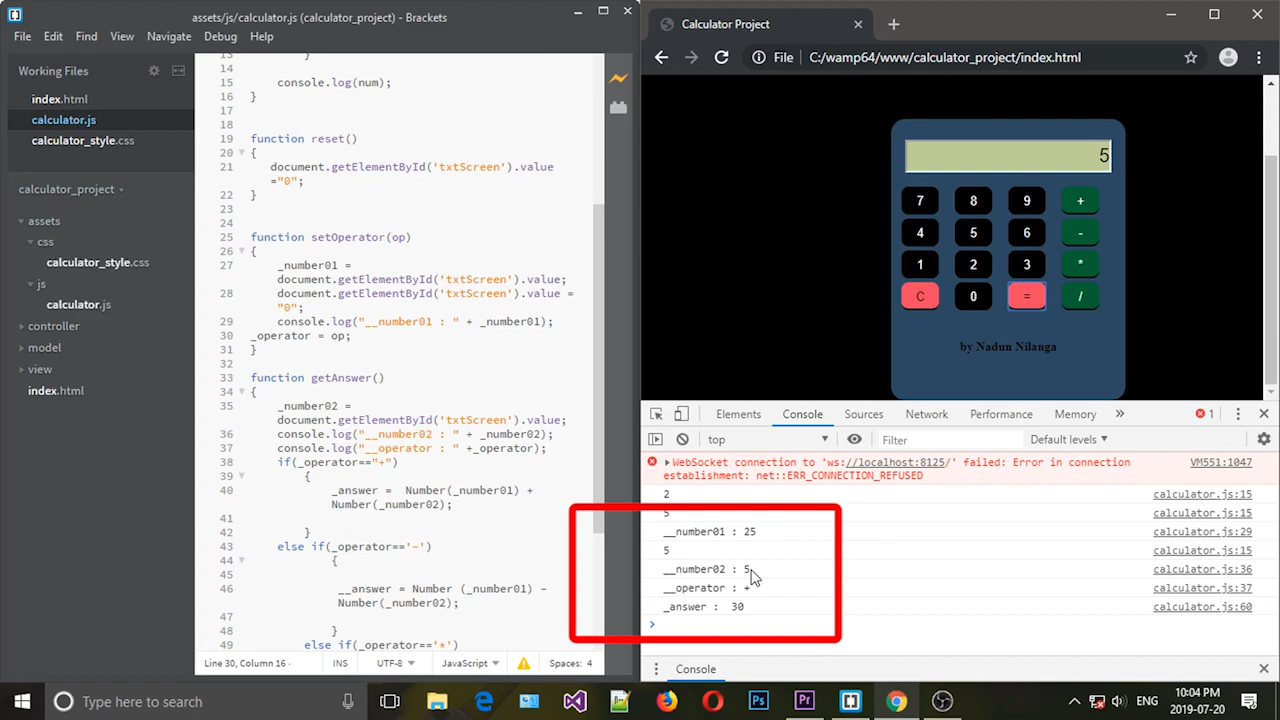 assets/js/calculator.js (calculator_project) - Brackets
File Edit Find View Navigate Debug Help
Working Files
index.html
calculator.js
calculator_style.css
calculator_project
assets
css
calculator_style.css
js
calculator.js
controller
model
view
index.html
13 }
14
15 console.log(num);
16 }
17
18
19 function reset()
20 {
21 document.getElementById('txtScreen').value
="0";
22 }
23
24
25 function setOperator(op)
26 {
27 _number01 =
document.getElementById('txtScreen').value;
28 document.getElementById('txtScreen').value =
"0";
29 console.log("__number01 : " + _number01);
30 _operator = op;
31 }
32
33 function getAnswer()
34 {
35 _number02 =
document.getElementById('txtScreen').value;
36 console.log("__number02 : " + _number02);
37 console.log("__operator : " +_operator);
38 if(_operator=="+")
39 {
40 _answer = Number(_number01) +
Number(_number02);
41
42 }
43 else if(_operator=='-')
44 {
45
46 __answer = Number (_number01) -
Number(_number02);
47
48 }
49 else if(_operator=='*')
Line 30, Column 16 - INS UTF-8 JavaScript Spaces: 4
Calculator Project
File C:/wamp64/www/calculator_project/index.html
5
7 8 9 +
4 5 6 -
1 2 3 *
C 0 = /
by Nadun Nilanga
Elements Console Sources Network Performance Memory » 1
top Filter Default levels
WebSocket connection to 'ws://localhost:8125/' failed: Error in connection VM551:1047
establishment: net::ERR_CONNECTION_REFUSED
2 calculator.js:15
5 calculator.js:15
__number01 : 25 calculator.js:29
5 calculator.js:15
__number02 : 5 calculator.js:36
__operator : + calculator.js:37
_answer : 30 calculator.js:60
Console
Type here to search
ENG
10:04 PM
2019-07-20